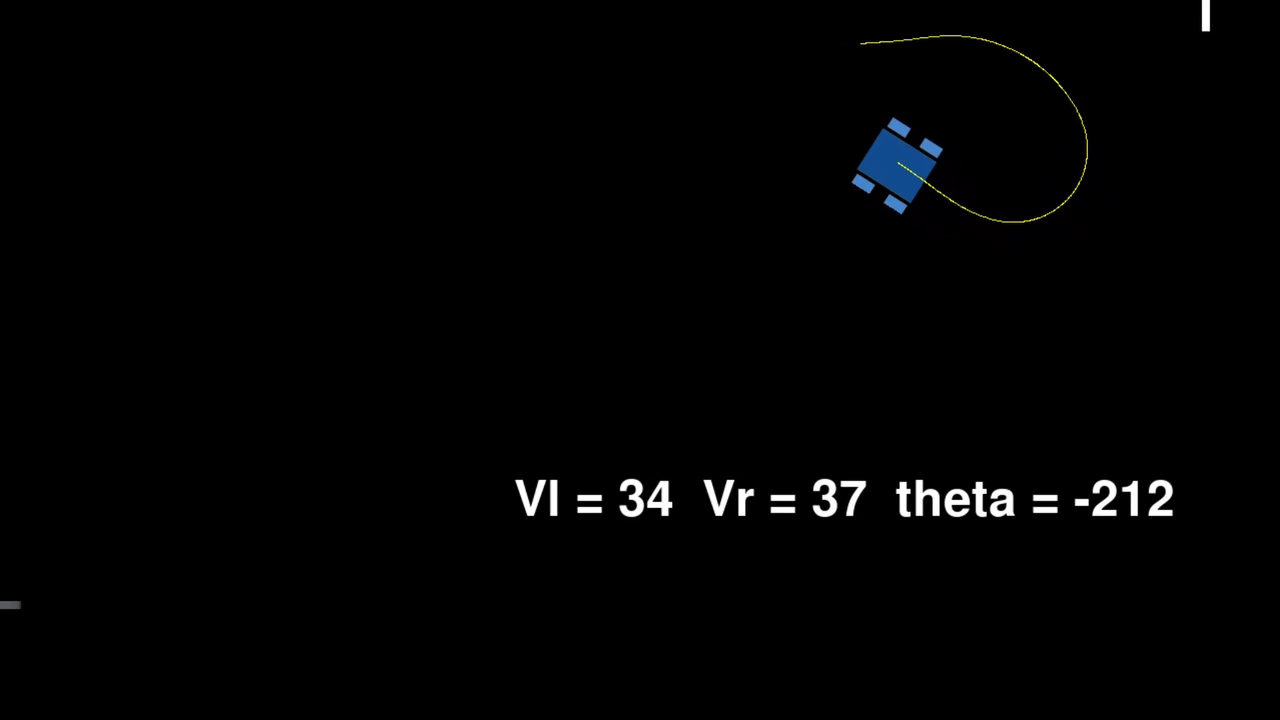 Vl = 34 Vr = 37 theta = -212